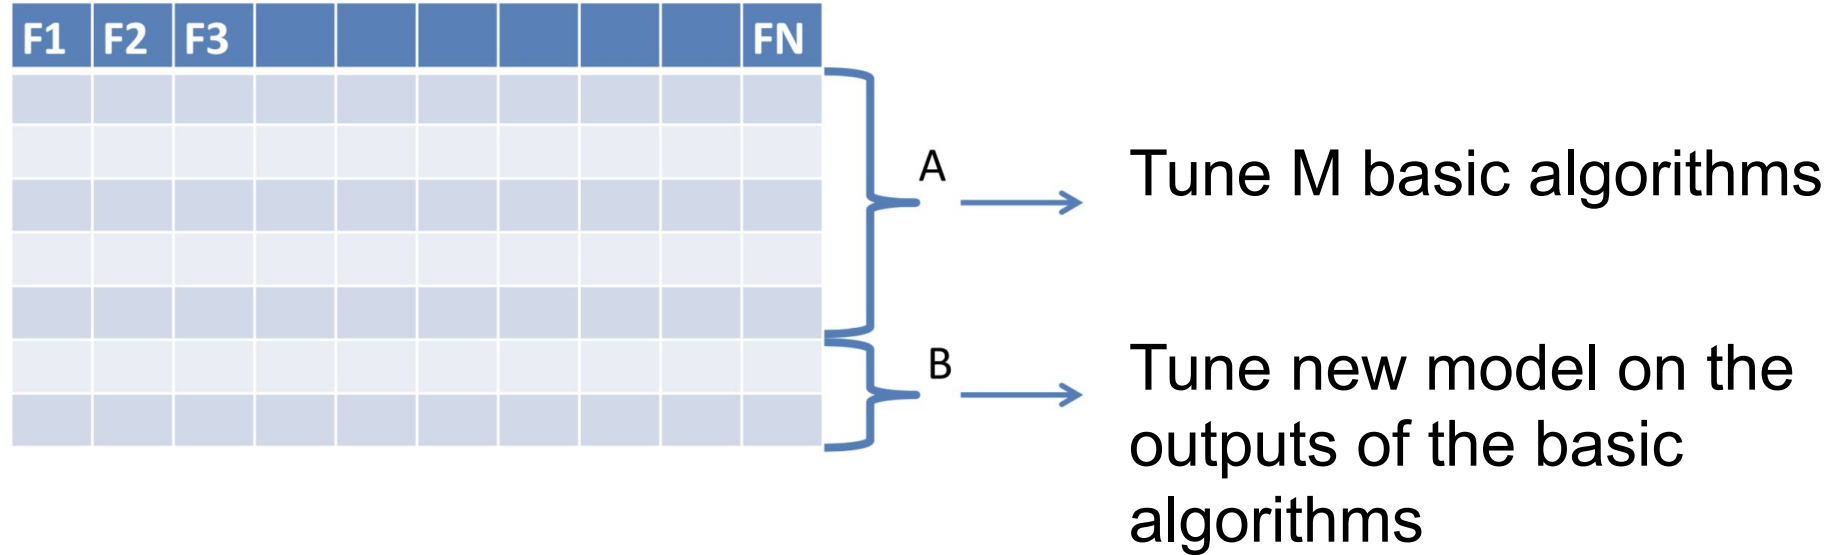 F1 F2 F3 FN
A
Tune M basic algorithms
B
Tune new model on the
outputs of the basic
algorithms